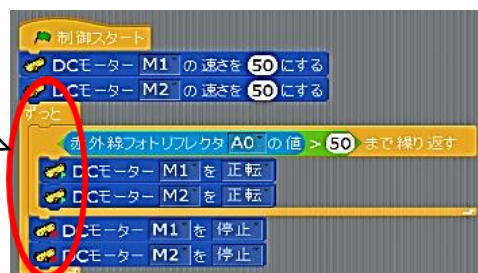 制御スタート
DCモーター M1 の速さを 50 にする
DCモーター M2 の速さを 50 にする
ずっと
赤外線フォトリフレクタ A0 の値 > 50 まで繰り返す
DCモーター M1 を 正転
DCモーター M2 を 正転
DCモーター M1 を 停止
DCモーター M2 を 停止